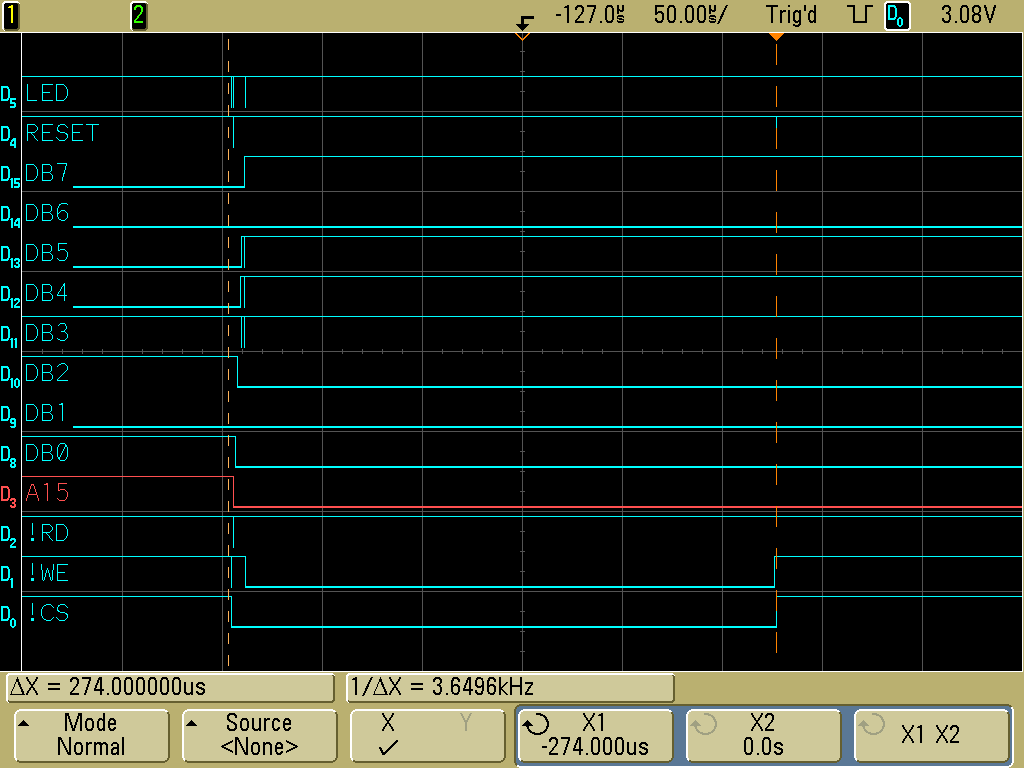 1 2 -127.0µs 50.00µs/ Trig'd D0 3.08V
D5 LED
D4 RESET
D15 DB7
D14 DB6
D13 DB5
D12 DB4
D11 DB3
D10 DB2
D9 DB1
D8 DB0
D3 A15
D2 !RD
D1 !WE
D0 !CS
ΔX = 274.000000us 1/ΔX = 3.6496kHz
Mode Source X Y X1 X2 X1 X2
Normal <None> -274.000us 0.0s